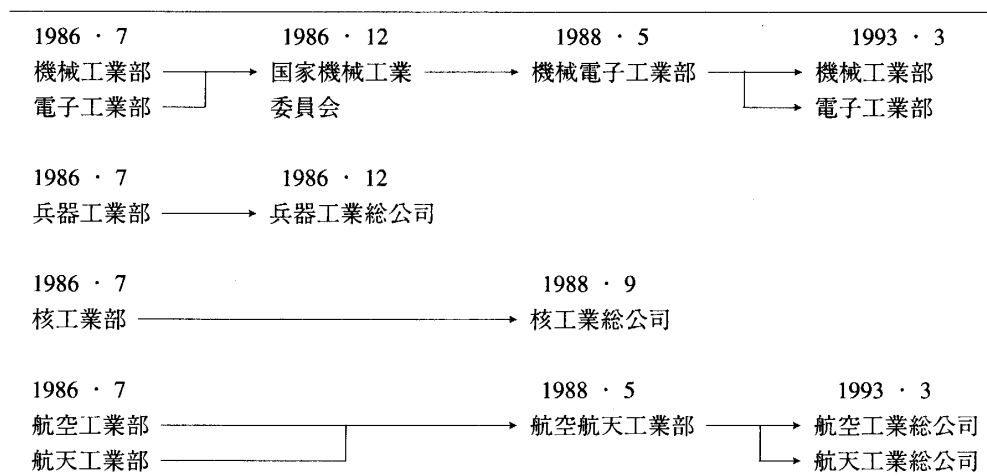 1986・7 1986・12 1988・5 1993・3
機械工業部 国家機械工業 機械電子工業部 機械工業部
電子工業部 委員会 電子工業部
1986・7 1986・12
兵器工業部 兵器工業総公司
1986・7 1988・9
核工業部 核工業総公司
1986・7 1988・5 1993・3
航空工業部 航空航天工業部 航空工業総公司
航天工業部 航天工業総公司